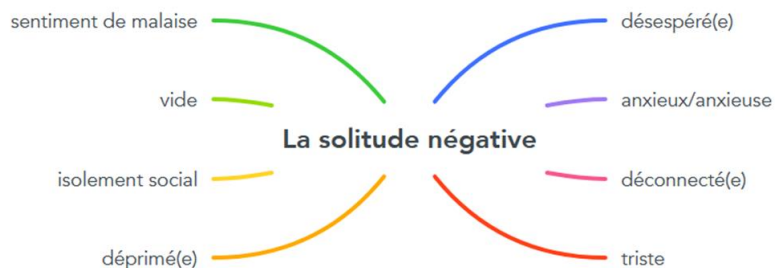 sentiment de malaise
désespéré(e)
vide
anxieux/anxieuse
La solitude négative
isolement social
déconnecté(e)
déprimé(e)
triste